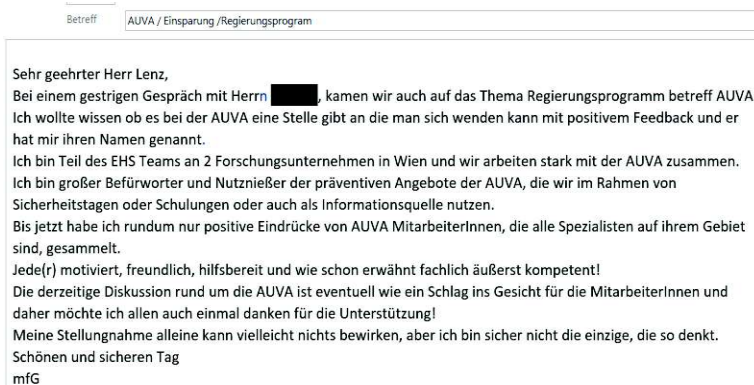 Betreff
AUVA / Einsparung /Regierungsprogram
Sehr geehrter Herr Lenz,
Bei einem gestrigen Gespräch mit Herrn , kamen wir auch auf das Thema Regierungsprogramm betreff AUVA
Ich wollte wissen ob es bei der AUVA eine Stelle gibt an die man sich wenden kann mit positivem Feedback und er
hat mir ihren Namen genannt.
Ich bin Teil des EHS Teams an 2 Forschungsunternehmen in Wien und wir arbeiten stark mit der AUVA zusammen.
Ich bin großer Befürworter und Nutznießer der präventiven Angebote der AUVA, die wir im Rahmen von
Sicherheitstagen oder Schulungen oder auch als Informationsquelle nutzen.
Bis jetzt habe ich rundum nur positive Eindrücke von AUVA MitarbeiterInnen, die alle Spezialisten auf ihrem Gebiet
sind, gesammelt.
Jede(r) motiviert, freundlich, hilfsbereit und wie schon erwähnt fachlich äußerst kompetent!
Die derzeitige Diskussion rund um die AUVA ist eventuell wie ein Schlag ins Gesicht für die MitarbeiterInnen und
daher möchte ich allen auch einmal danken für die Unterstützung!
Meine Stellungnahme alleine kann vielleicht nichts bewirken, aber ich bin sicher nicht die einzige, die so denkt.
Schönen und sicheren Tag
mfG